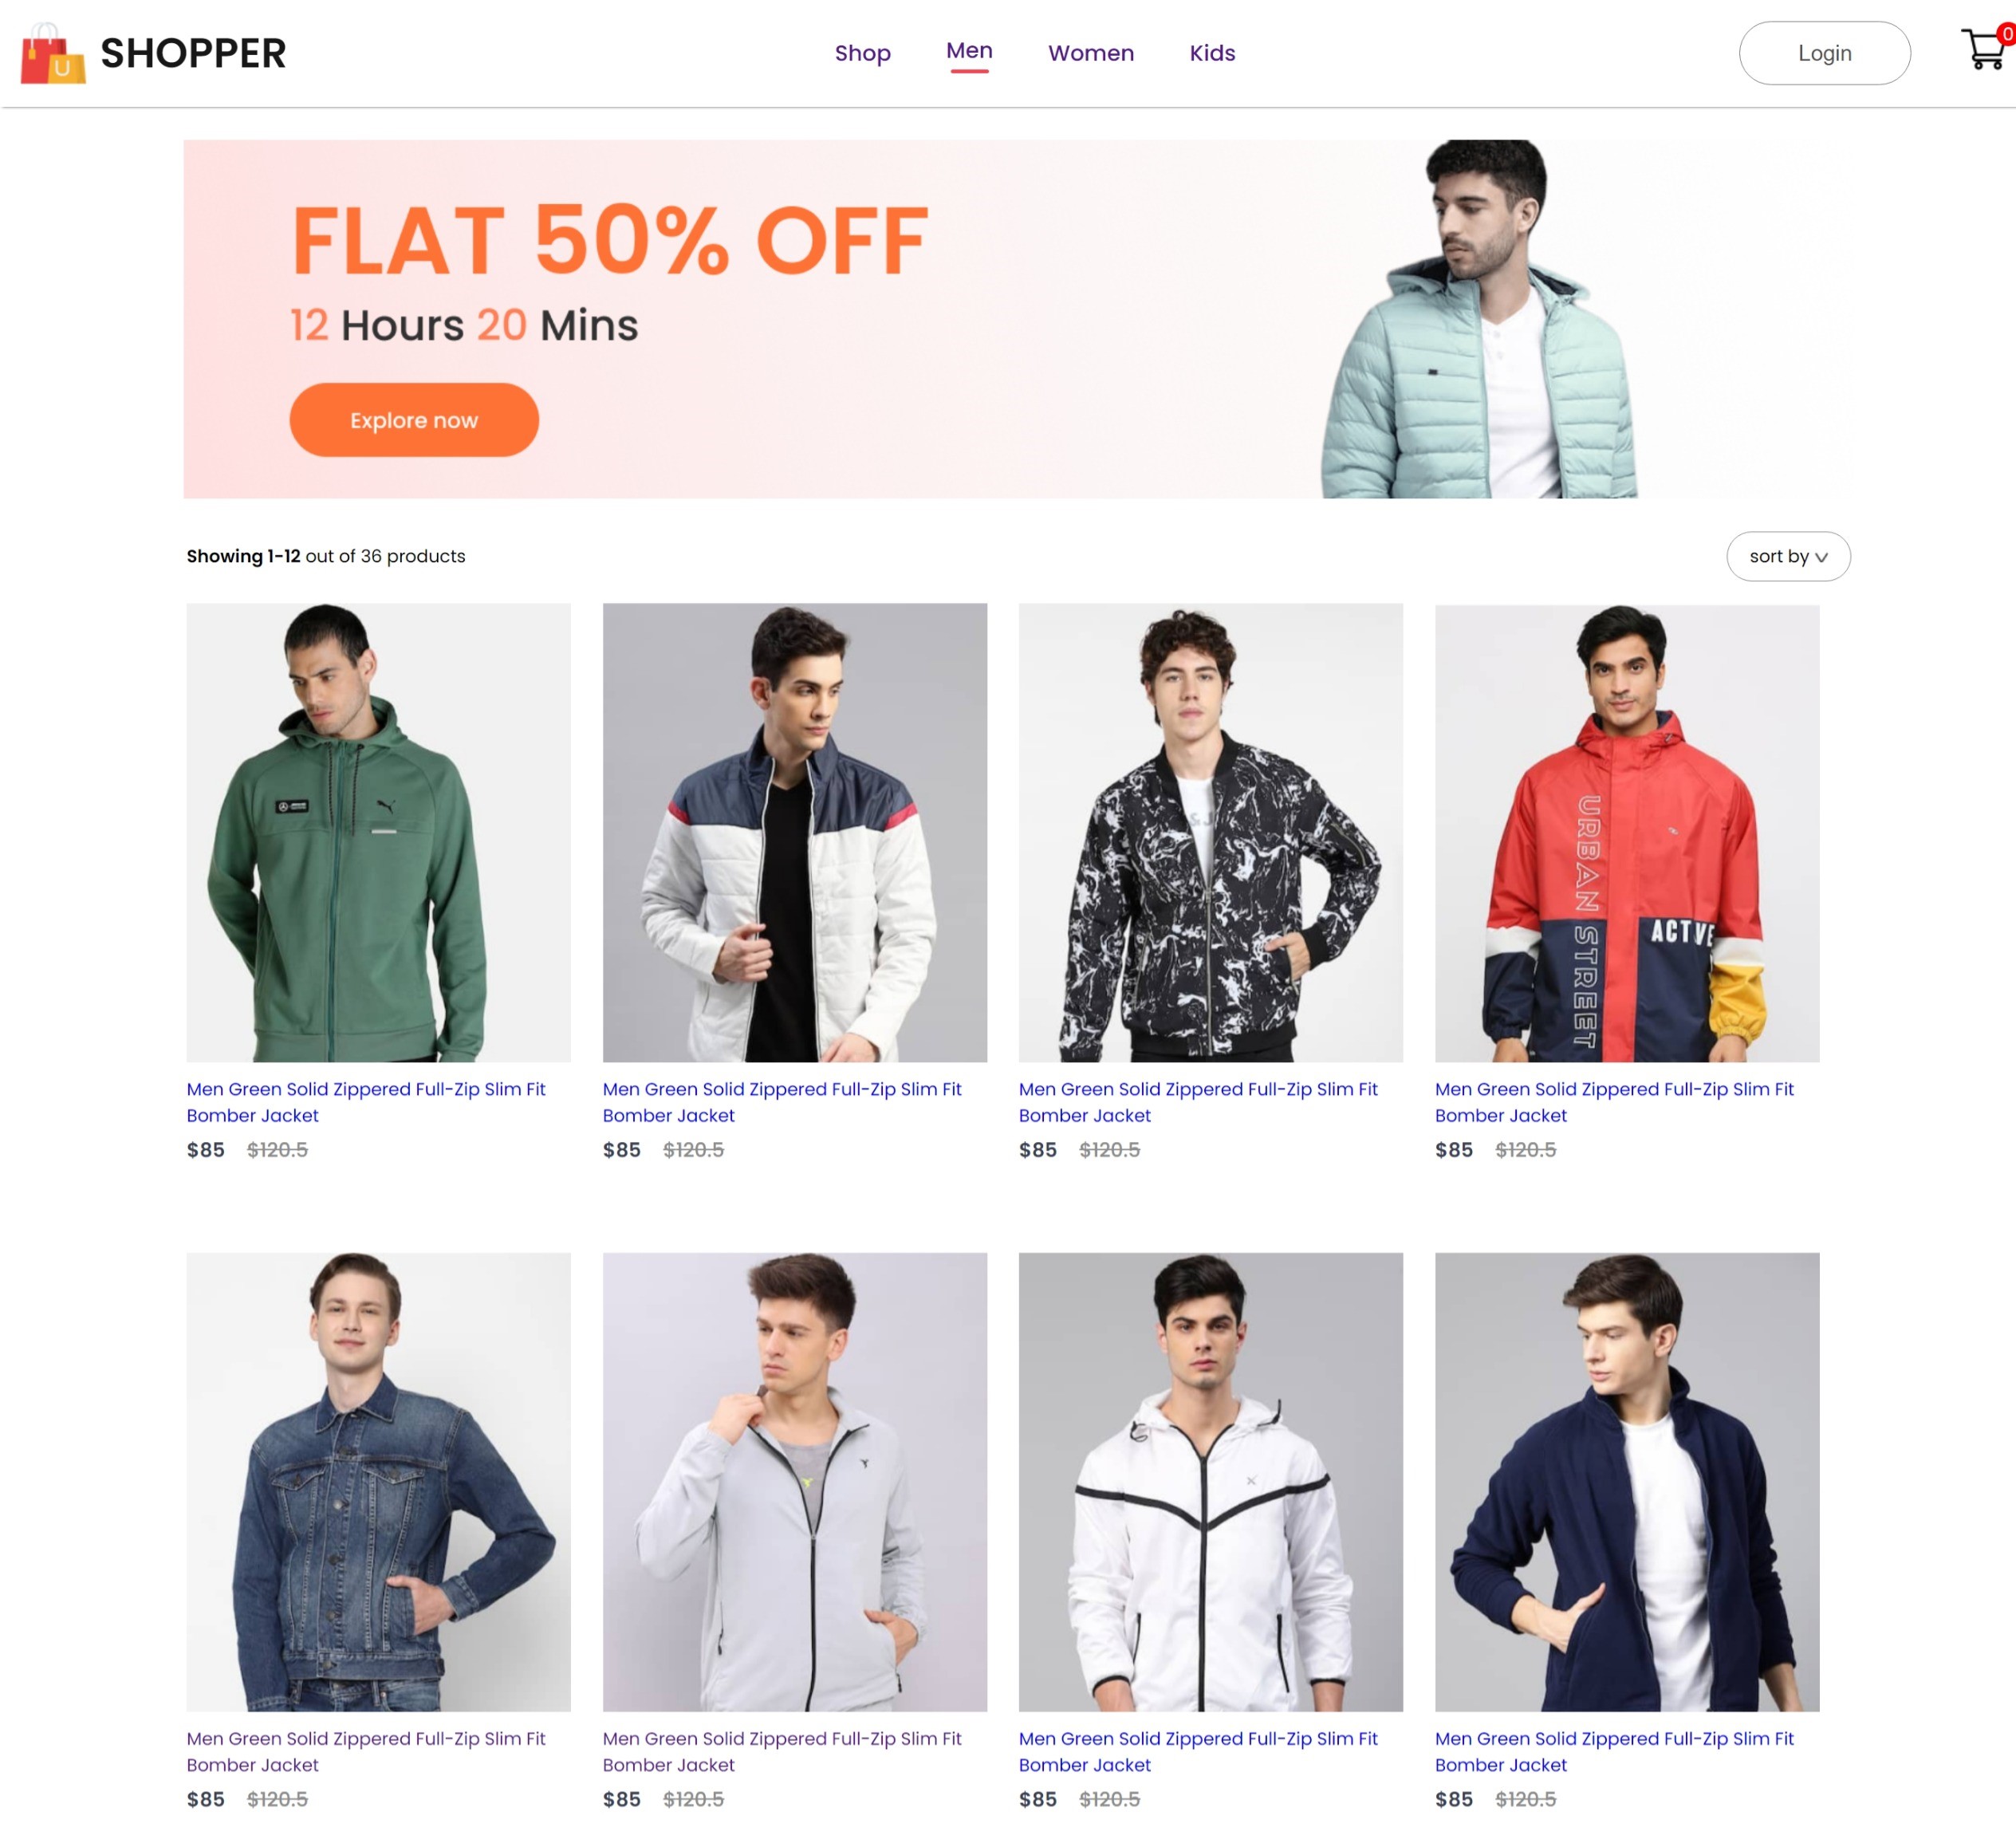 SHOPPER
Shop Men Women Kids
Login
0
FLAT 50% OFF
12 Hours 20 Mins
Explore now
Showing 1-12 out of 36 products
sort by
URBAN STREET
ACTVE
Men Green Solid Zippered Full-Zip Slim Fit
Bomber Jacket
$85 $120.5
Men Green Solid Zippered Full-Zip Slim Fit
Bomber Jacket
$85 $120.5
Men Green Solid Zippered Full-Zip Slim Fit
Bomber Jacket
$85 $120.5
Men Green Solid Zippered Full-Zip Slim Fit
Bomber Jacket
$85 $120.5
Men Green Solid Zippered Full-Zip Slim Fit
Bomber Jacket
$85 $120.5
Men Green Solid Zippered Full-Zip Slim Fit
Bomber Jacket
$85 $120.5
Men Green Solid Zippered Full-Zip Slim Fit
Bomber Jacket
$85 $120.5
Men Green Solid Zippered Full-Zip Slim Fit
Bomber Jacket
$85 $120.5